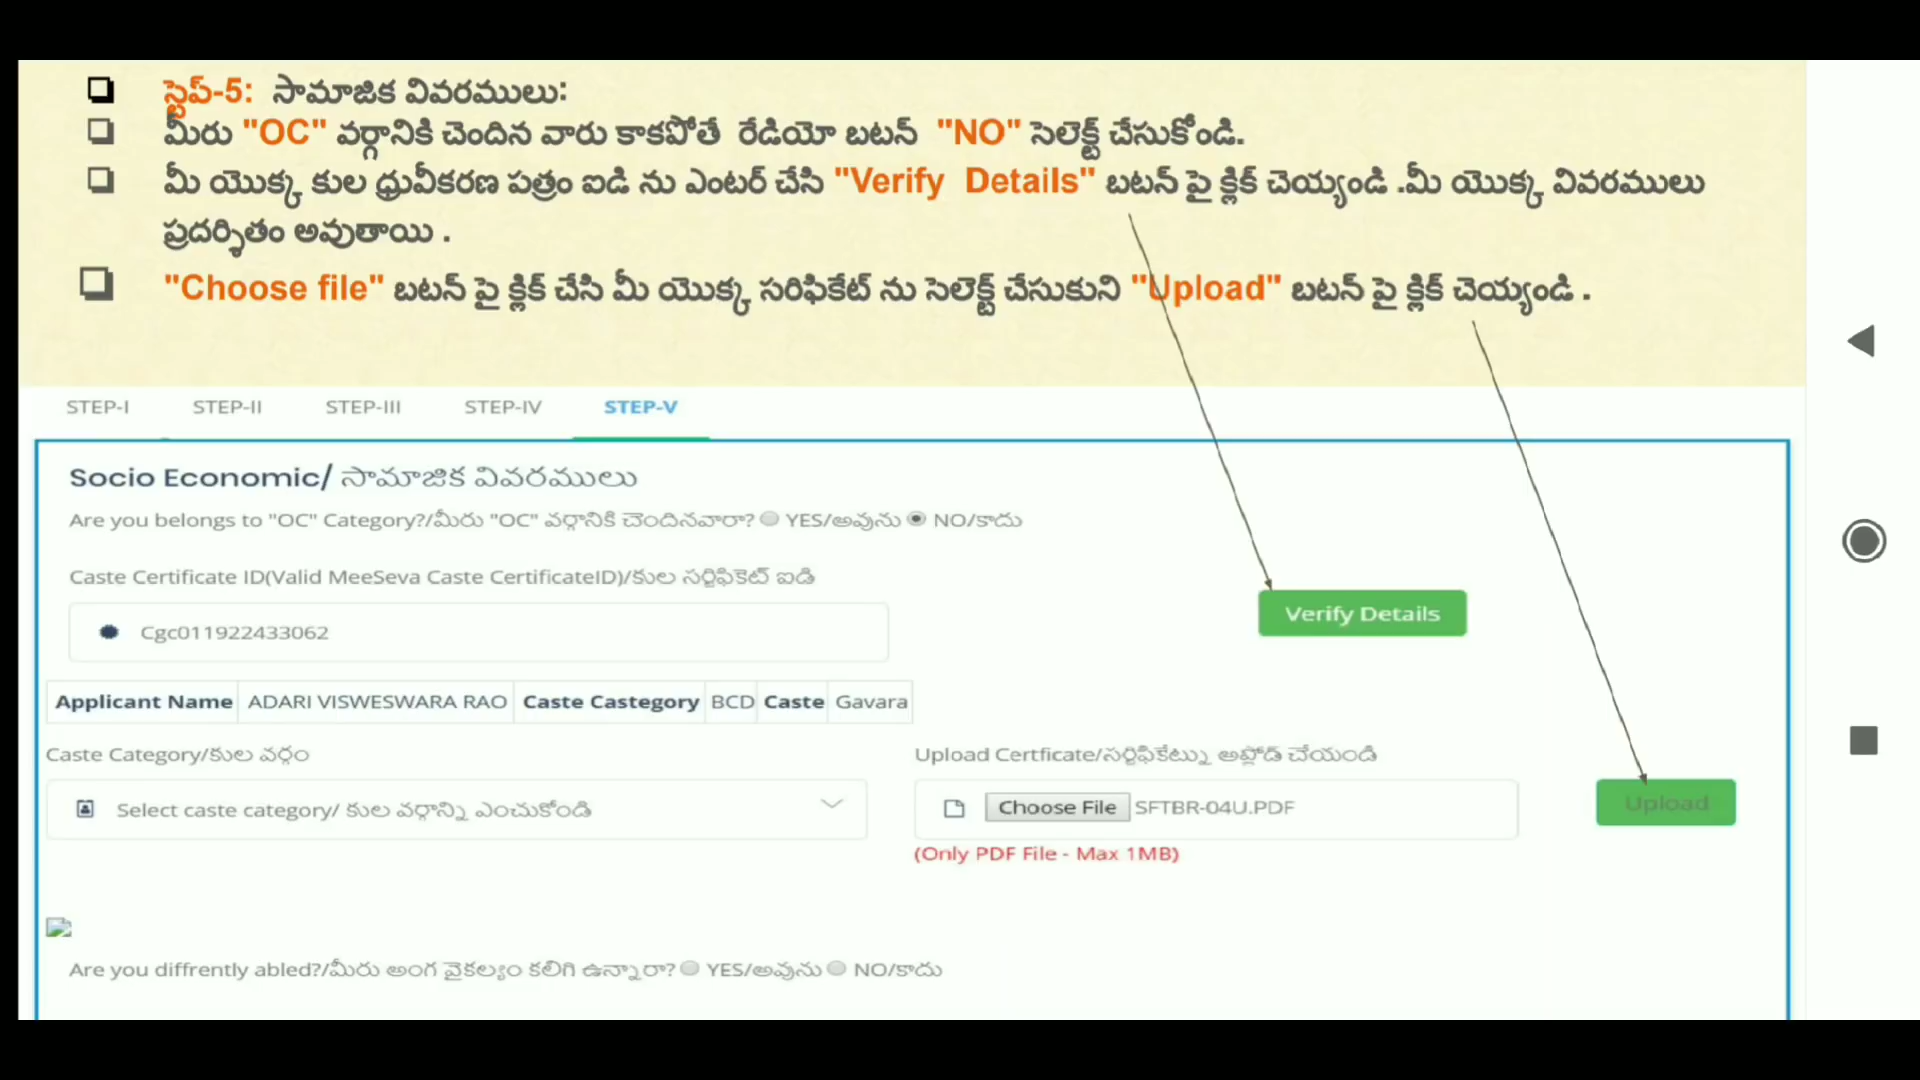 స్టెప్-5: సామాజిక వివరములు:
మీరు "OC" వర్గానికి చెందిన వారు కాకపోతే రేడియో బటన్ "NO" సెలెక్ట్ చేసుకోండి.
మీ యొక్క కుల ధ్రువీకరణ పత్రం ఐడి ను ఎంటర్ చేసి "Verify Details" బటన్ పై క్లిక్ చెయ్యండి .మీ యొక్క వివరములు
ప్రదర్శితం అవుతాయి .
"Choose file" బటన్ పై క్లిక్ చేసి మీ యొక్క సరిఫికేట్ ను సెలెక్ట్ చేసుకుని "Upload" బటన్ పై క్లిక్ చెయ్యండి .
STEP-I STEP-II STEP-III STEP-IV STEP-V
Socio Economic/ సామాజిక వివరములు
Are you belongs to "OC" Category?/మీరు "OC" వర్గానికి చెందినవారా? YES/అవును NO/కాదు
Caste Certificate ID(Valid MeeSeva Caste CertificateID)/కుల సర్టిఫికెట్ ఐడి
Cgc011922433062 Verify Details
Applicant Name ADARI VISWESWARA RAO Caste Castegory BCD Caste Gavara
Caste Category/కుల వర్గం Upload Certficate/సర్టిఫికేట్ను అప్లోడ్ చేయండి
Select caste category/ కుల వర్గాన్ని ఎంచుకోండి Choose File SFTBR-04U.PDF Upload
(Only PDF File - Max 1MB)
Are you diffrently abled?/మీరు అంగ వైకల్యం కలిగి ఉన్నారా? YES/అవును NO/కాదు